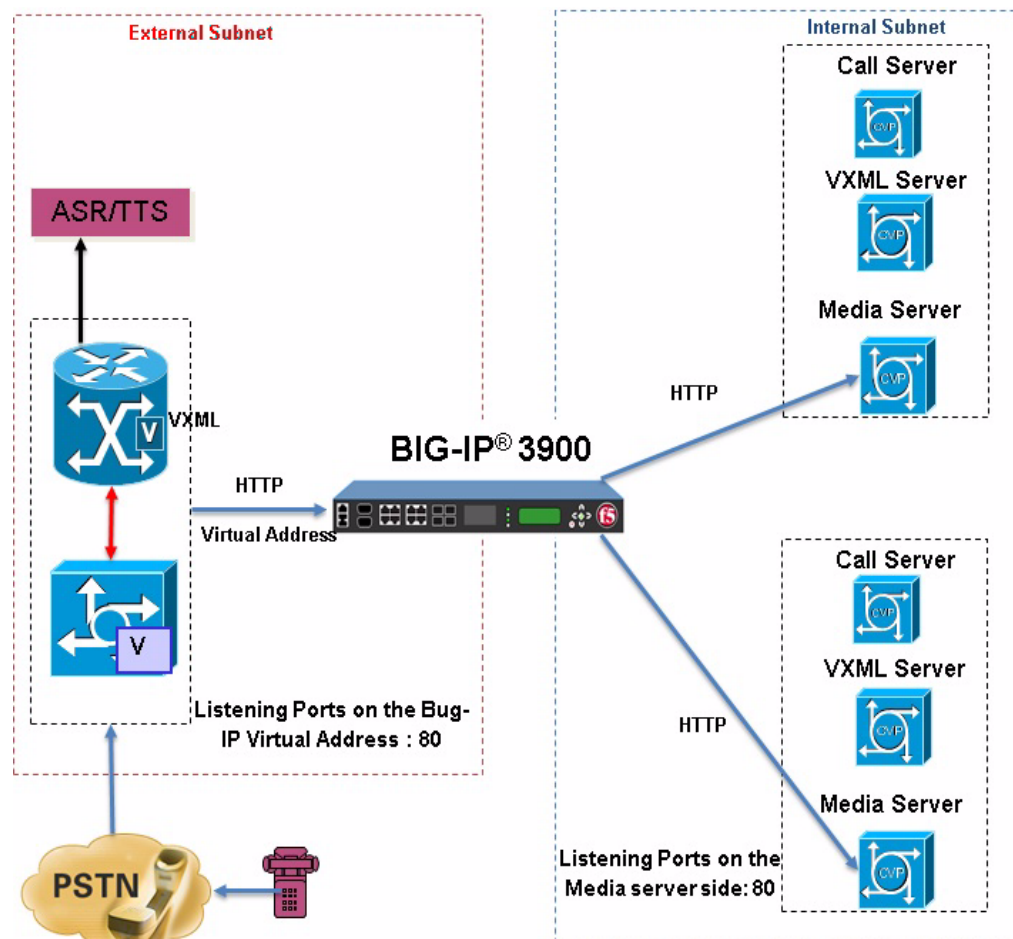 External Subnet
Internal Subnet
Call Server
CVP
VXML Server
CVP
Media Server
CVP
ASR/TTS
V
VXML
HTTP
BIG-IP® 3900
HTTP
Virtual Address
f5
V
Call Server
CVP
VXML Server
CVP
HTTP
Media Server
CVP
Listening Ports on the Bug-
IP Virtual Address : 80
Listening Ports on the
Media server side: 80
PSTN